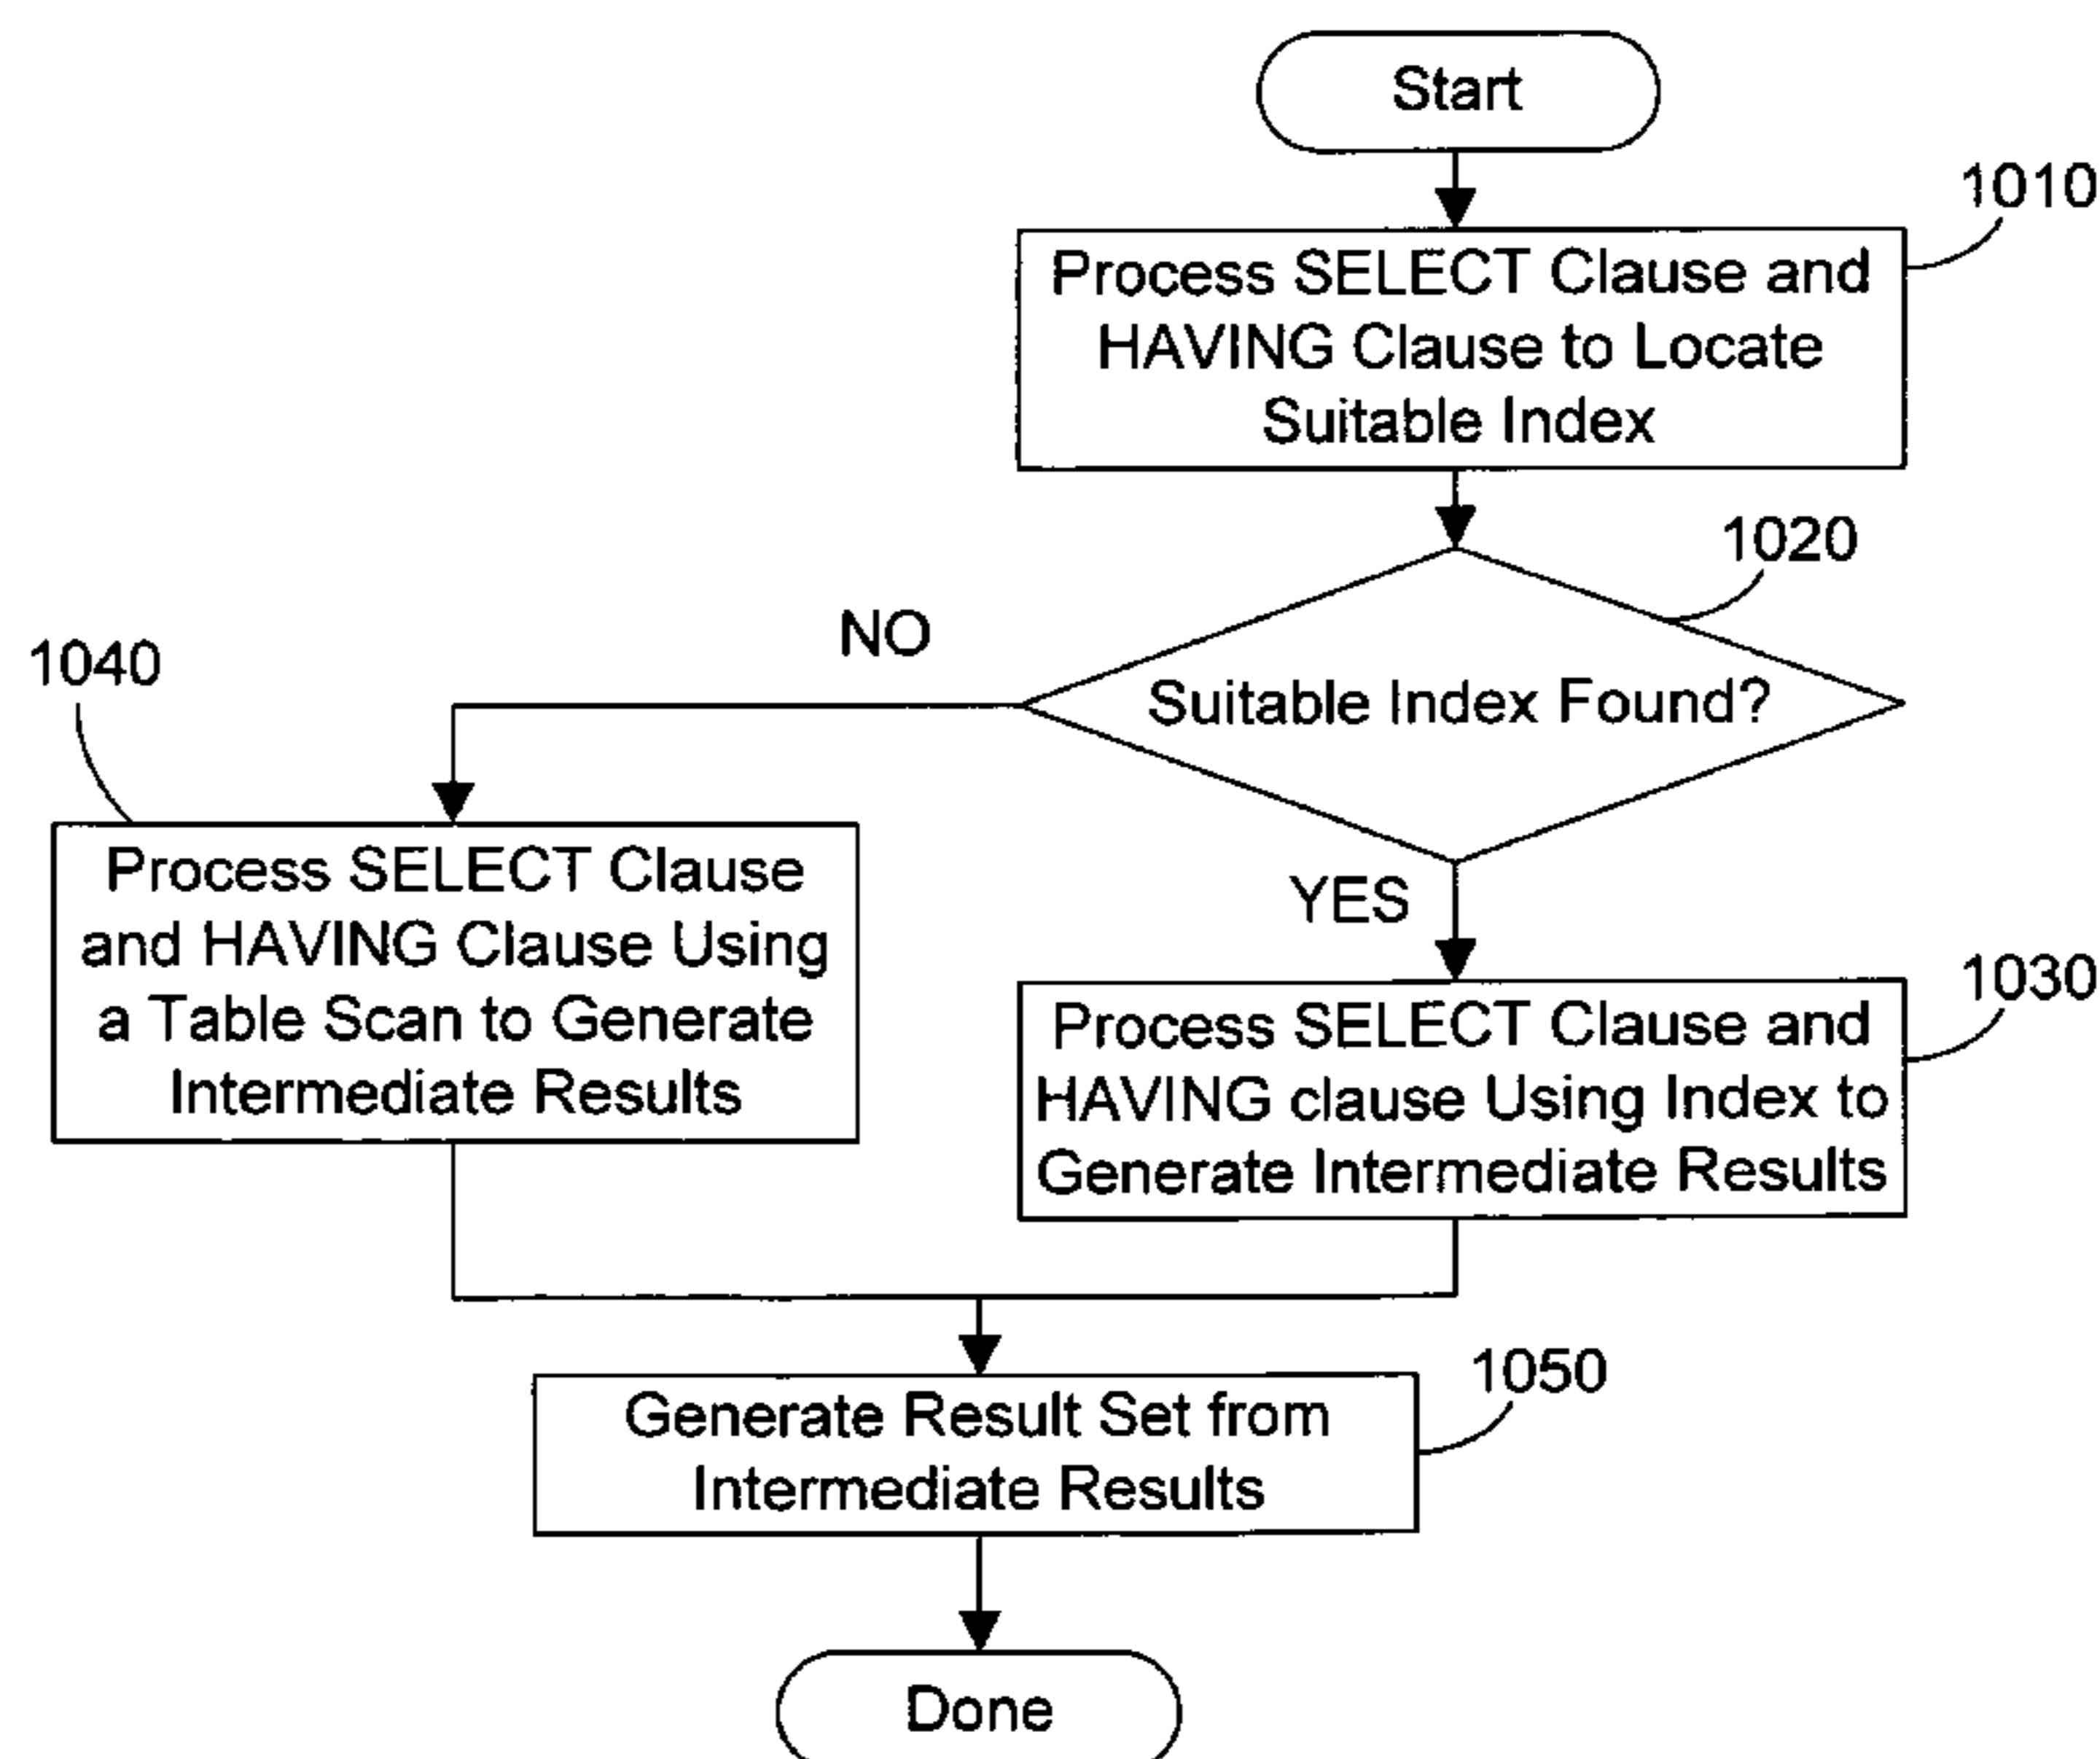 Start
1010
Process SELECT Clause and
HAVING Clause to Locate
Suitable Index
1020
Suitable Index Found?
NO
YES
1040
Process SELECT Clause
and HAVING Clause Using
a Table Scan to Generate
Intermediate Results
1030
Process SELECT Clause and
HAVING clause Using Index to
Generate Intermediate Results
1050
Generate Result Set from
Intermediate Results
Done